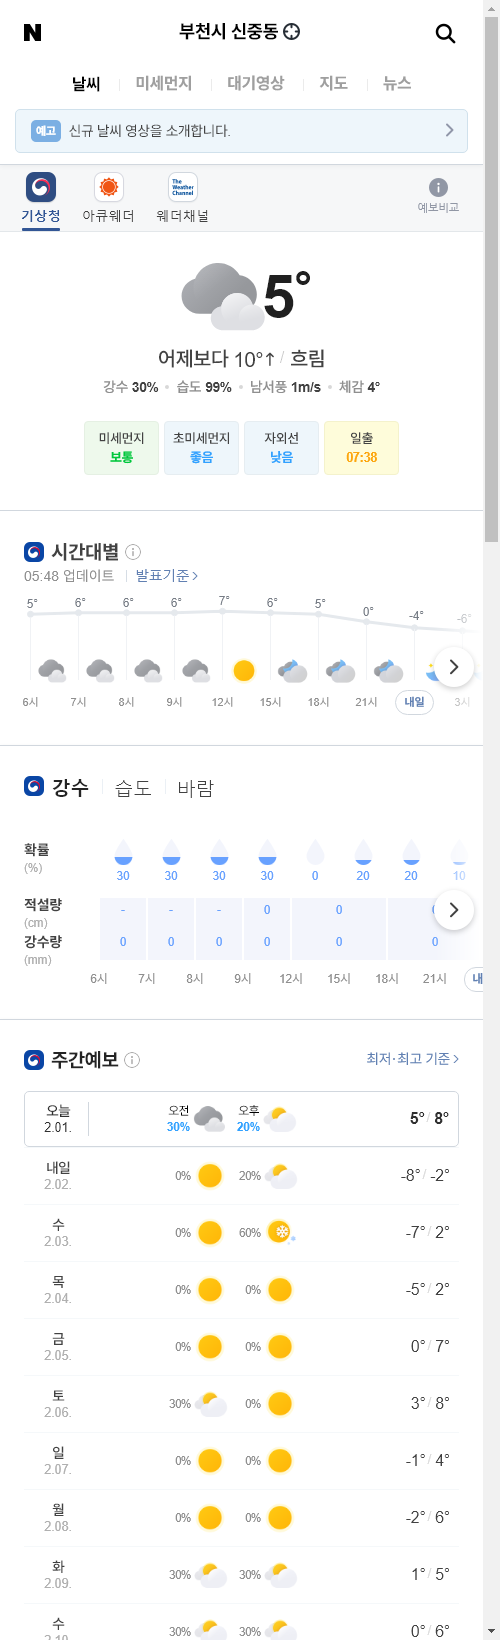 N 부천시 신중동
날씨 미세먼지 대기영상 지도 뉴스
예고 신규 날씨 영상을 소개합니다.
The Weather Channel
기상청 아큐웨더 웨더채널 예보비교
5°
어제보다 10°↑ / 흐림
강수 30% • 습도 99% • 남서풍 1m/s • 체감 4°
미세먼지 초미세먼지 자외선 일출
보통 좋음 낮음 07:38
시간대별
05:48 업데이트 발표기준 >
5° 6° 6° 6° 7° 6° 5° 0° -4° -6°
6시 7시 8시 9시 12시 15시 18시 21시 내일 3시
강수 습도 바람
확률
(%)
30 30 30 30 0 20 20 10
적설량 - - - 0 0
(cm)
강수량 0 0 0 0 0 0
(mm)
6시 7시 8시 9시 12시 15시 18시 21시 내
주간예보 최저·최고 기준 >
오늘 오전 오후
2.01. 30% 20% 5° / 8°
내일
2.02. 0% 20% -8° / -2°
수
2.03. 0% 60% -7° / 2°
목
2.04. 0% 0% -5° / 2°
금
2.05. 0% 0% 0° / 7°
토
2.06. 30% 0% 3° / 8°
일
2.07. 0% 0% -1° / 4°
월
2.08. 0% 0% -2° / 6°
화
2.09. 30% 30% 1° / 5°
수
30% 30% 0° / 6°